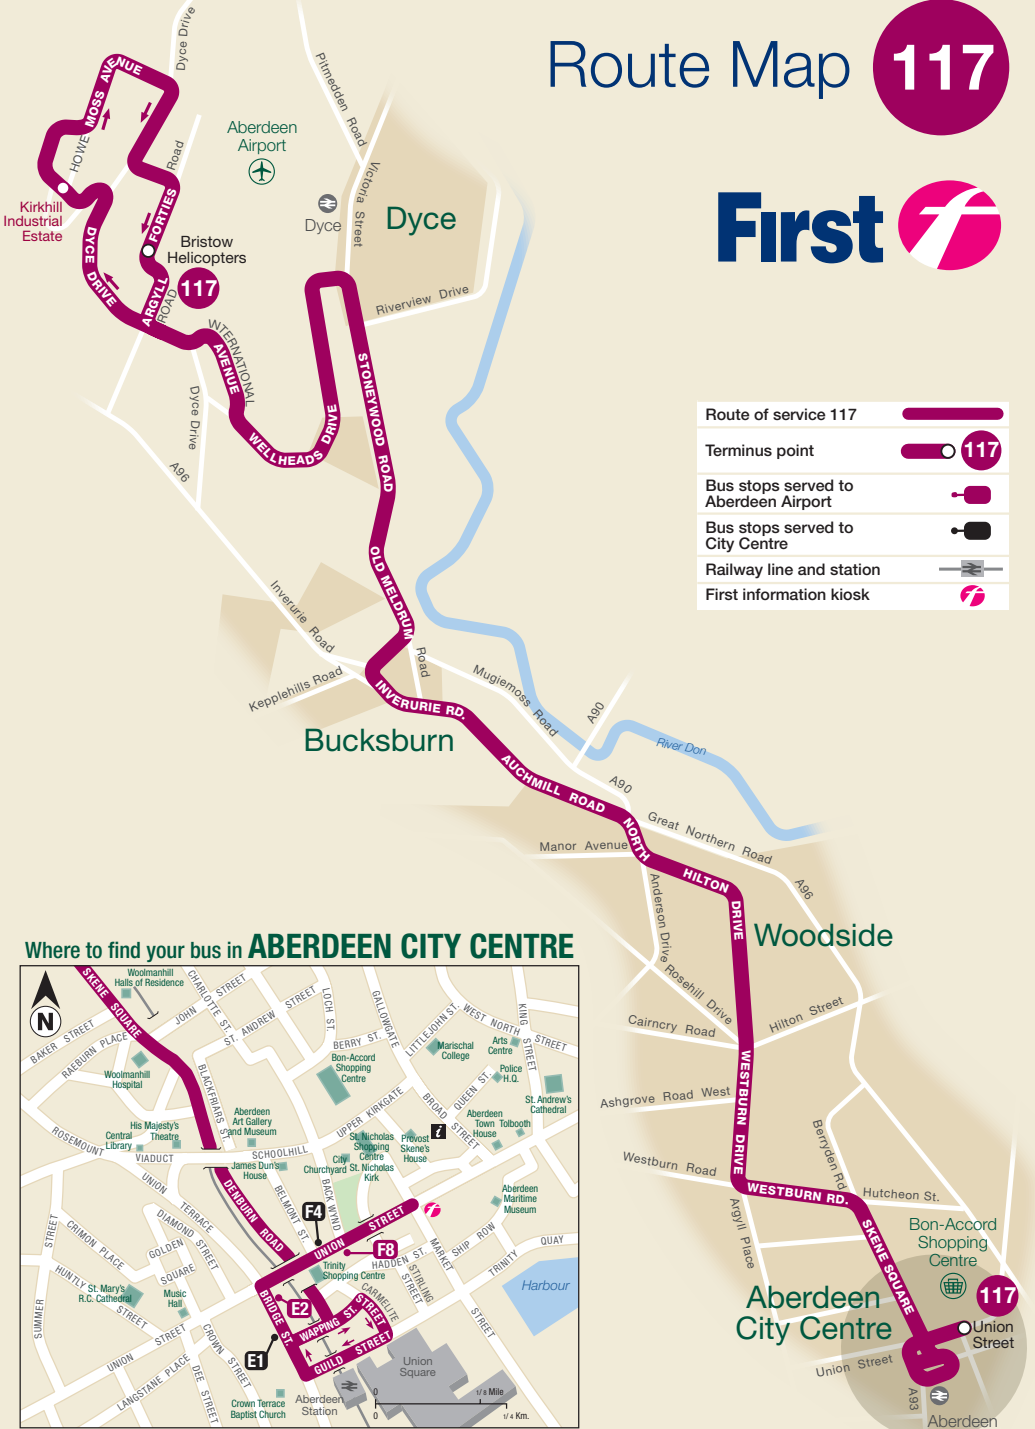 Route Map 117
First
Dyce Drive
Pitmedden Road
MOSS AVENUE
HOWE
Road
Aberdeen
Airport
Victoria Street
Dyce
Dyce
Kirkhill
Industrial
Estate
FORTIES
Bristow
Helicopters
117
DYCE DRIVE
ARGYLL
ROAD
INTERNATIONAL
AVENUE
Riverview Drive
STONEYWOOD ROAD
WELLHEADS DRIVE
Dyce Drive
A96
Route of service 117
Terminus point
117
Bus stops served to
Aberdeen Airport
Bus stops served to
City Centre
Railway line and station
First information kiosk
OLD MELDRUM
Road
Inverurie Road
Kepplehills Road
INVERURIE RD.
Mugiemoss Road
A90
River Don
Bucksburn
AUCHMILL ROAD
A90
Great Northern Road
NORTH
Manor Avenue
HILTON
DRIVE
A96
Anderson Drive
Woodside
Rosehill Drive
Cairncry Road
Hilton Street
WESTBURN DRIVE
Ashgrove Road West
Berryden Rd.
Westburn Road
WESTBURN RD.
Hutcheon St.
Argyll Place
SKENE SQUARE
Bon-Accord
Shopping
Centre
117
Aberdeen
City Centre
Union
Street
Union Street
A93
Aberdeen
Where to find your bus in ABERDEEN CITY CENTRE
N
SKENE SQUARE
Woolmanhill
Halls of Residence
CHARLOTTE ST.
JOHN STREET
ST. ANDREW STREET
LOCH ST.
GALLOWGATE
LITTLEJOHN ST.
WEST NORTH STREET
KING STREET
BAKER STREET
RAEBURN PLACE
BERRY ST.
Marischal
College
Arts
Centre
Woolmanhill
Hospital
Bon-Accord
Shopping
Centre
Police
H.Q.
QUEEN ST.
St. Andrew's
Cathedral
BLACKFRIARS ST.
UPPER KIRKGATE
BROAD STREET
Aberdeen
Art Gallery
and Museum
His Majesty's
Theatre
Central
Library
ROSEMOUNT
VIADUCT
SCHOOLHILL
St. Nicholas
Shopping
Centre
Provost
Skene's
House
i
Aberdeen
Town
House
Tolbooth
James Dun's
House
City
Churchyard
St. Nicholas
Kirk
UNION
TERRACE
DENBURN ROAD
BELMONT ST.
BACK WYND
F4
UNION STREET
F8
Aberdeen
Maritime
Museum
STREET
CRIMON PLACE
DIAMOND STREET
GOLDEN
SQUARE
HADDEN ST.
MARKET
STREET
SHIP ROW
TRINITY
QUAY
HUNTLY
STREET
St. Mary's
R.C. Cathedral
Music
Hall
Trinity
Shopping Centre
CARMELITE
STREET
STIRLING
STREET
Harbour
SUMMER
BRIDGE ST.
E2
WAPPING ST.
E1
GUILD STREET
UNION STREET
CROWN STREET
LANGSTANE PLACE
DEE STREET
Crown Terrace
Baptist Church
Aberdeen
Station
Union
Square
0
1/8 Mile
0
1/4 Km.